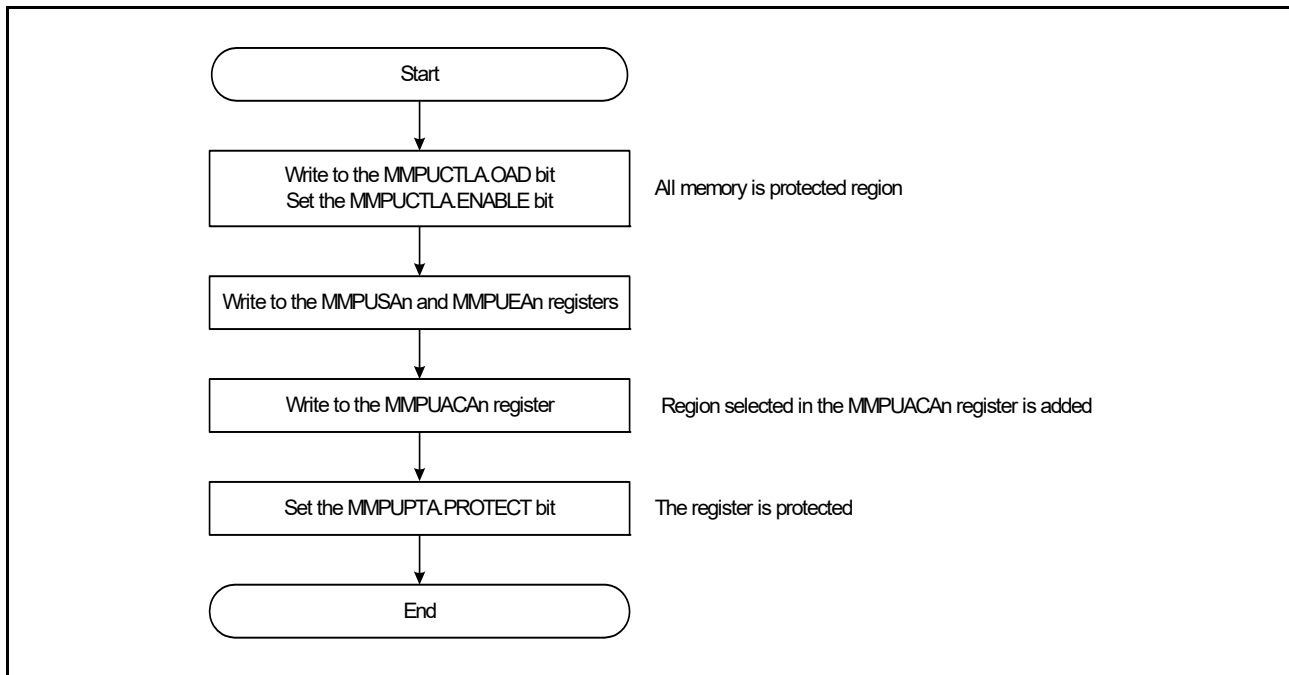 Start
Write to the MMPUCTLA.OAD bit
Set the MMPUCTLA.ENABLE bit
All memory is protected region
Write to the MMPUSAn and MMPUEAn registers
Write to the MMPUACAn register
Region selected in the MMPUACAn register is added
Set the MMPUPTA.PROTECT bit
The register is protected
End